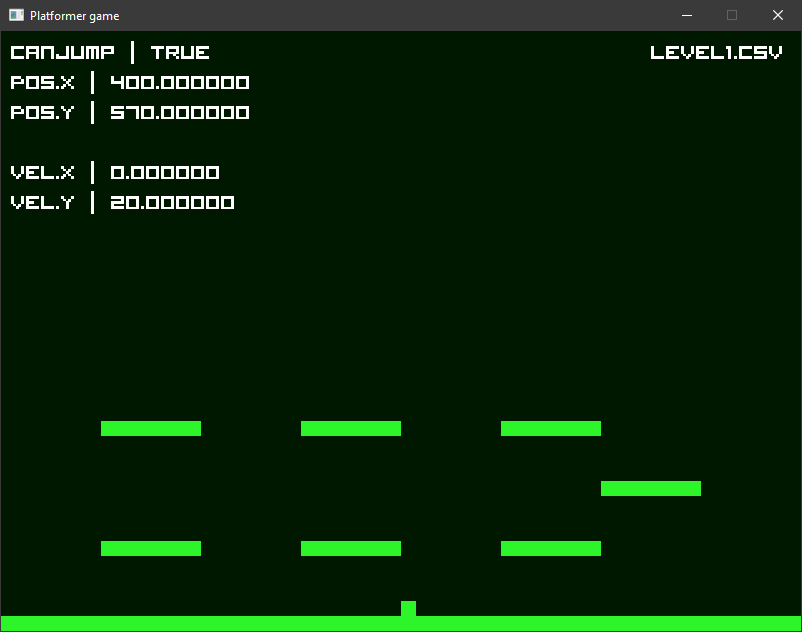 Platformer game
CANJUMP | TRUE
LEVEL1.CSV
POS.X | 400.000000
POS.Y | 570.000000
VEL.X | 0.000000
VEL.Y | 20.000000